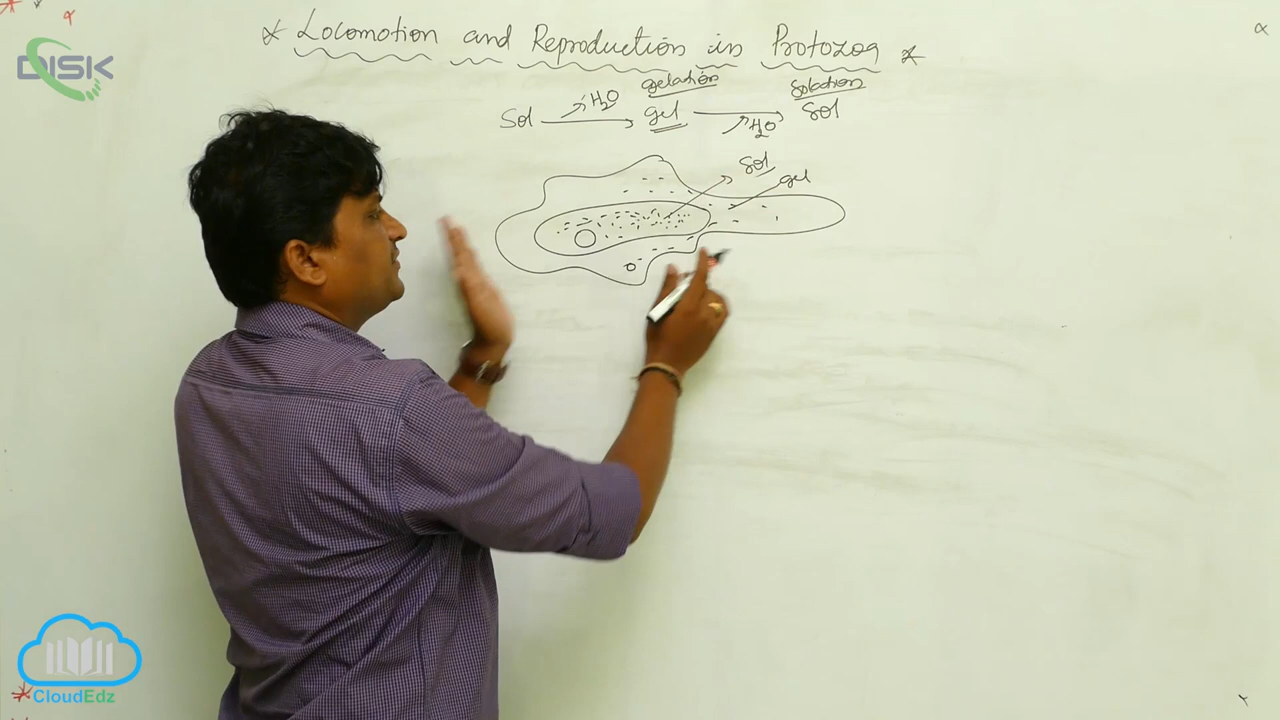 DISK
Locomotion and Reproduction in Protozoa
gelation
Solation
Sol H₂O gel H₂O Sol
Sol
gel
CloudEdz